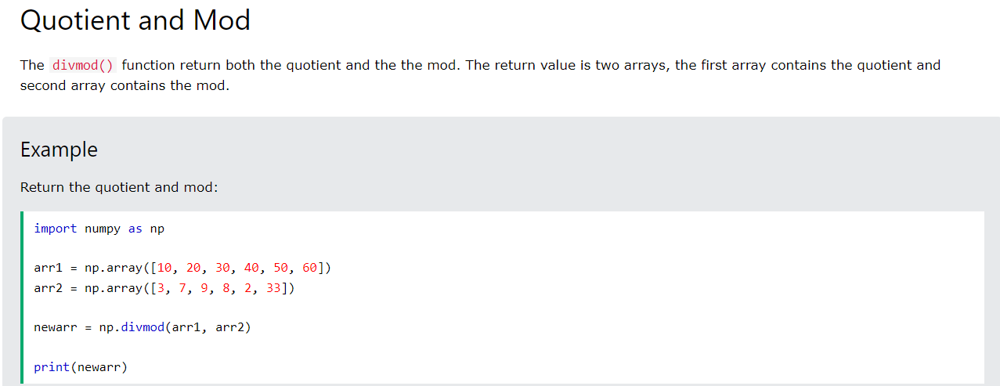 Quotient and Mod
The divmod() function return both the quotient and the the mod. The return value is two arrays, the first array contains the quotient and
second array contains the mod.
Example
Return the quotient and mod:
import numpy as np
arr1 = np.array([10, 20, 30, 40, 50, 60])
arr2 = np.array([3, 7, 9, 8, 2, 33])
newarr = np.divmod(arr1, arr2)
print(newarr)